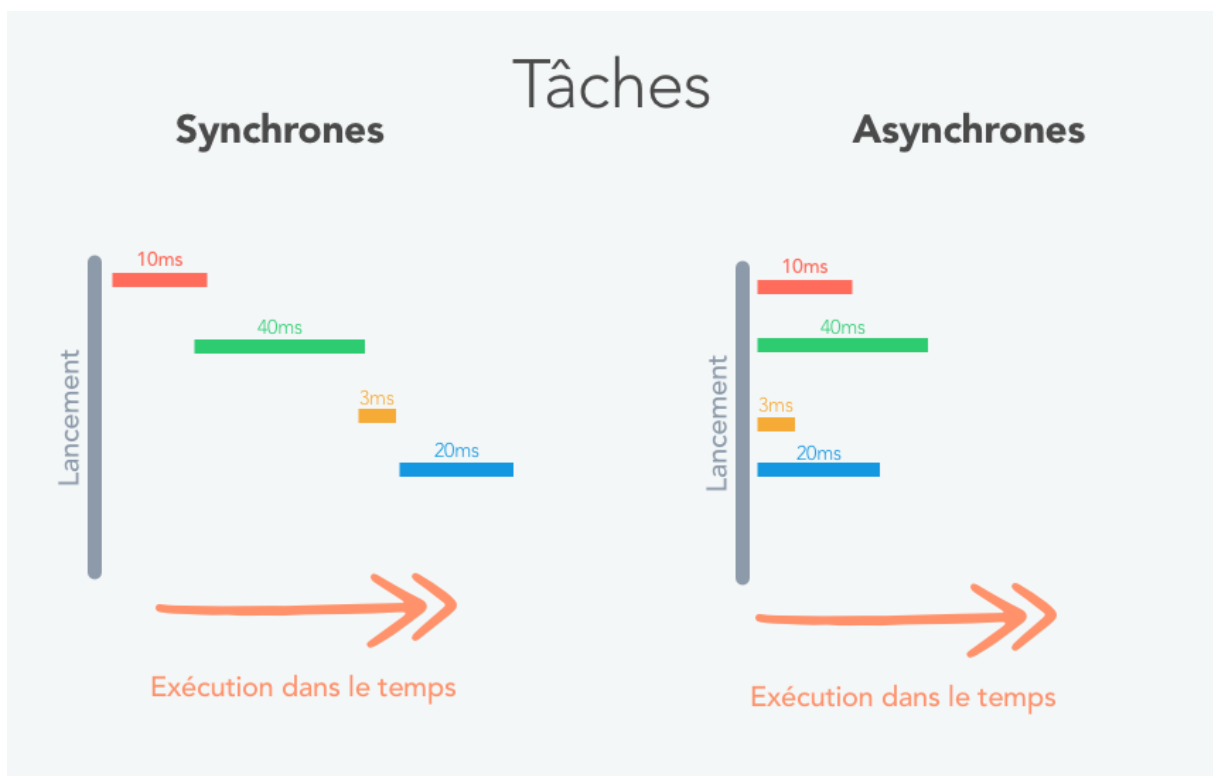 Tâches
Synchrones
10ms
40ms
3ms
20ms
Lancement
Exécution dans le temps
Asynchrones
10ms
40ms
3ms
20ms
Lancement
Exécution dans le temps